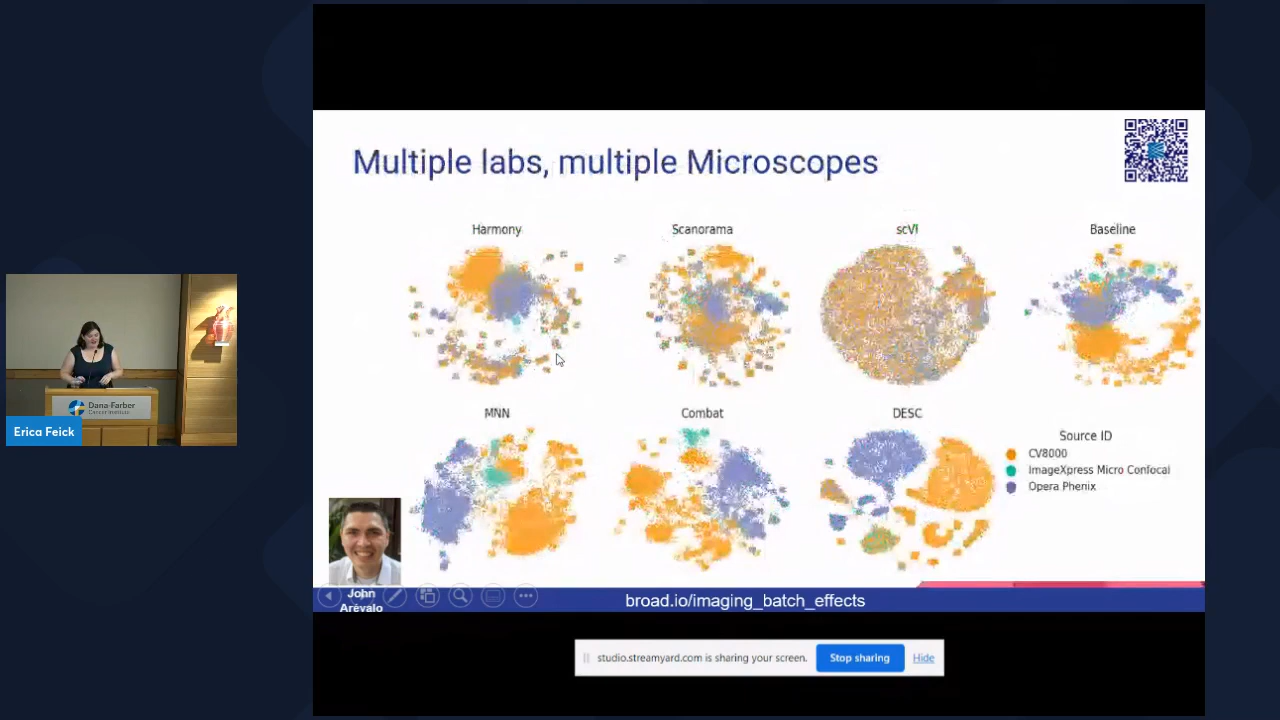 Multiple labs, multiple Microscopes
Harmony
Scanorama
scVI
Baseline
MNN
Combat
DESC
Source ID
CV8000
ImageXpress Micro Confocal
Opera Phenix
Dana-Farber
Cancer Institute
Erica Feick
John
Arévalo
broad.io/imaging_batch_effects
studio.streamyard.com is sharing your screen.
Stop sharing
Hide